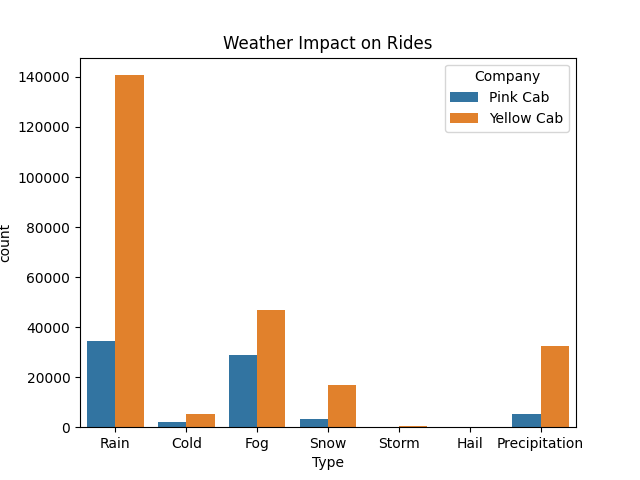 Weather Impact on Rides
Company
Pink Cab
Yellow Cab
140000
120000
100000
80000
60000
40000
20000
0
count
Rain Cold Fog Snow Storm Hail Precipitation
Type